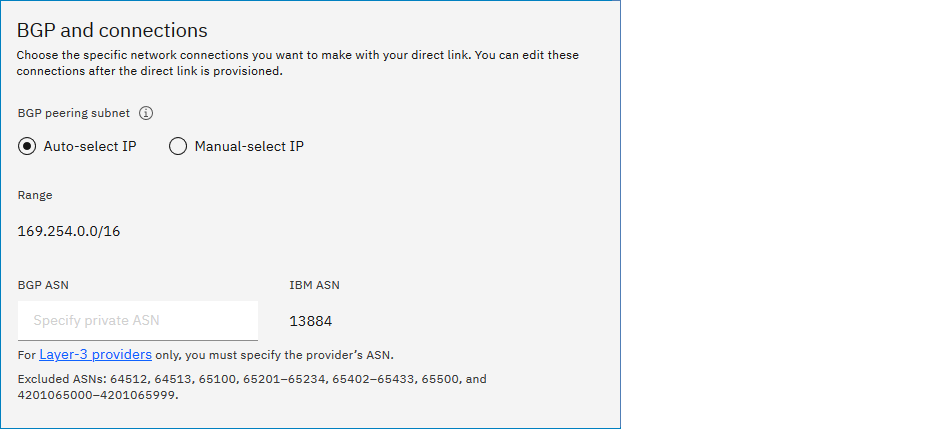 BGP and connections
Choose the specific network connections you want to make with your direct link. You can edit these
connections after the direct link is provisioned.
BGP peering subnet
Auto-select IP Manual-select IP
Range
169.254.0.0/16
BGP ASN IBM ASN
Specify private ASN 13884
For Layer-3 providers only, you must specify the provider’s ASN.
Excluded ASNs: 64512, 64513, 65100, 65201–65234, 65402–65433, 65500, and
4201065000–4201065999.